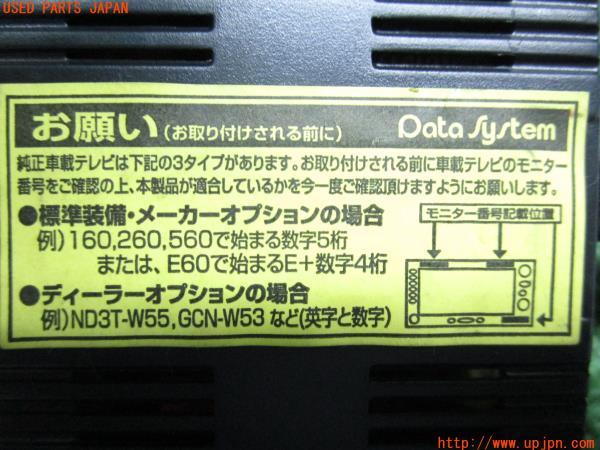 USED PARTS JAPAN
お願い(お取り付けされる前に) Data System
純正車載テレビは下記の3タイプがあります。お取り付けされる前に車載テレビのモニター
番号をご確認の上、本製品が適合しているかを今一度ご確認頂けますようにお願いします。
●標準装備・メーカーオプションの場合
例)160,260,560で始まる数字5桁
または、E60で始まるE+数字4桁
●ディーラーオプションの場合
例)ND3T-W55,GCN-W53 など(英字と数字)
モニター番号記載位置
http://www.upjpn.com/